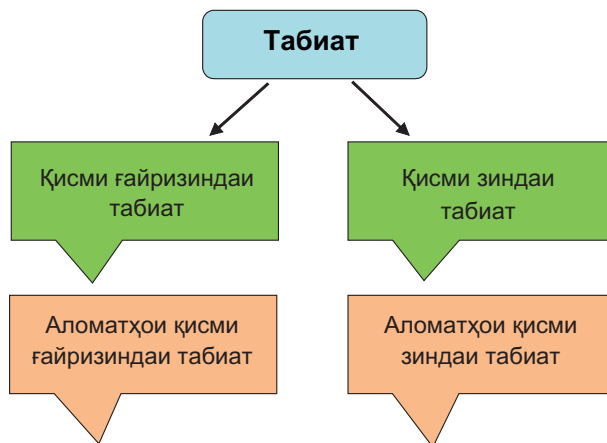 Табиат
Қисми ғайризиндаи
табиат
Қисми зиндаи
табиат
Аломатҳои қисми
ғайризиндаи табиат
Аломатҳои қисми
зиндаи табиат